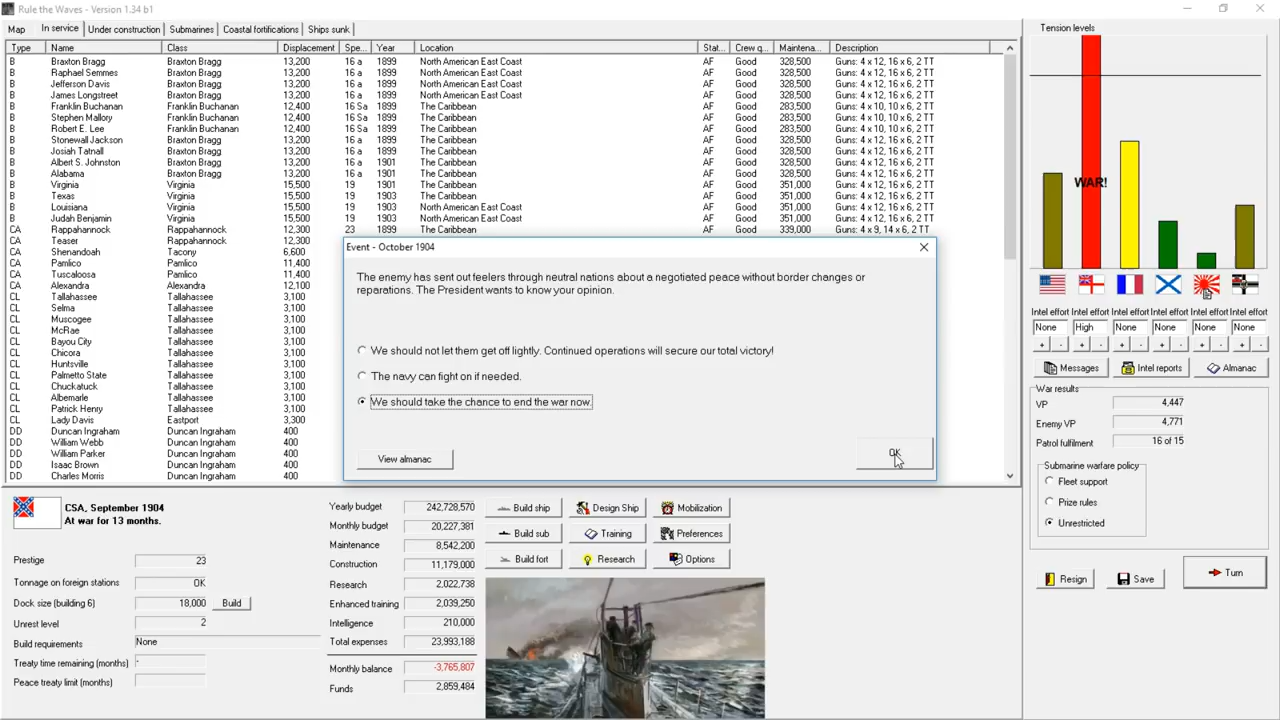 Rule the Waves - Version 1.34 b1
Map In service Under construction Submarines Coastal fortifications Ships sunk
Type Name Class Displacement Spe... Year Location Stat... Crew q... Maintena... Description
B Braxton Bragg Braxton Bragg 13,200 16 a 1899 North American East Coast AF Good 328,500 Guns: 4 x 12, 16 x 6, 2 TT
B Raphael Semmes Braxton Bragg 13,200 16 a 1899 North American East Coast AF Good 328,500 Guns: 4 x 12, 16 x 6, 2 TT
B Jefferson Davis Braxton Bragg 13,200 16 a 1899 North American East Coast AF Good 328,500 Guns: 4 x 12, 16 x 6, 2 TT
B James Longstreet Braxton Bragg 13,200 16 a 1899 North American East Coast AF Good 328,500 Guns: 4 x 12, 16 x 6, 2 TT
B Franklin Buchanan Franklin Buchanan 12,400 16 Sa 1899 The Caribbean AF Good 283,500 Guns: 4 x 10, 10 x 6, 2 TT
B Stephen Mallory Franklin Buchanan 12,400 16 Sa 1899 The Caribbean AF Good 283,500 Guns: 4 x 10, 10 x 6, 2 TT
B Robert E. Lee Franklin Buchanan 12,400 16 Sa 1899 The Caribbean AF Good 283,500 Guns: 4 x 10, 10 x 6, 2 TT
B Stonewall Jackson Braxton Bragg 13,200 16 a 1899 The Caribbean AF Good 328,500 Guns: 4 x 12, 16 x 6, 2 TT
B Josiah Tatnall Braxton Bragg 13,200 16 a 1899 The Caribbean AF Good 328,500 Guns: 4 x 12, 16 x 6, 2 TT
B Albert S. Johnston Braxton Bragg 13,200 16 a 1901 The Caribbean AF Good 328,500 Guns: 4 x 12, 16 x 6, 2 TT
B Alabama Braxton Bragg 13,200 16 a 1901 The Caribbean AF Good 328,500 Guns: 4 x 12, 16 x 6, 2 TT
B Virginia Virginia 15,500 19 1903 The Caribbean AF Good 351,000 Guns: 4 x 12, 16 x 6, 2 TT
B Texas Virginia 15,500 19 1903 The Caribbean AF Good 351,000 Guns: 4 x 12, 16 x 6, 2 TT
B Louisiana Virginia 15,500 19 1903 North American East Coast AF Good 351,000 Guns: 4 x 12, 16 x 6, 2 TT
B Judah Benjamin Virginia 15,500 19 1903 North American East Coast AF Good 351,000 Guns: 4 x 12, 16 x 6, 2 TT
CA Rappahannock Rappahannock 12,300 23 1899 The Caribbean AF Good 339,000 Guns: 4 x 9, 14 x 6, 2 TT
CA Teaser Rappahannock 12,300
CA Shenandoah Tacony 6,600
CA Pamlico Pamlico 12,100
CA Tuscaloosa Pamlico 12,100
CA Alexandra Pamlico 12,100
CL Tallahassee Tallahassee 3,100
CL Selma Tallahassee 3,100
CL Muscogee Tallahassee 3,100
CL McRae Tallahassee 3,100
CL Bayou City Tallahassee 3,100
CL Chicora Tallahassee 3,100
CL Huntsville Tallahassee 3,100
CL Palmetto State Tallahassee 3,100
CL Chuckatuck Tallahassee 3,100
CL Albemarle Tallahassee 3,100
CL Patrick Henry Tallahassee 3,100
CL Lady Davis Eastport 3,300
DD Duncan Ingraham Duncan Ingraham 400
DD William Webb Duncan Ingraham 400
DD William Parker Duncan Ingraham 400
DD Isaac Brown Duncan Ingraham 400
DD Charles Morris Duncan Ingraham 400
Event - October 1904
The enemy has sent out feelers through neutral nations about a negotiated peace without border changes or
reparations. The President wants to know your opinion.
We should not let them get off lightly. Continued operations will secure our total victory!
The navy can fight on if needed.
We should take the chance to end the war now.
View almanac OK
Tension levels
WAR!
Intel effort Intel effort Intel effort Intel effort Intel effort Intel effort
None High None None None None
+ - + - + - + - + - + -
Messages Intel reports Almanac
War results
VP 4,447
Enemy VP 4,771
Patrol fulfilment 16 of 15
Submarine warfare policy
Fleet support
Prize rules
Unrestricted
Resign Save Turn
CSA, September 1904
At war for 13 months.
Prestige 23
Tonnage on foreign stations OK
Dock size (building 6) 18,000 Build
Unrest level 2
Build requirements None
Treaty time remaining (months) -
Peace treaty limit (months)
Yearly budget 242,728,570
Monthly budget 20,227,381
Maintenance 8,542,200
Construction 11,179,000
Research 2,022,738
Enhanced training 2,039,250
Intelligence 210,000
Total expenses 23,993,188
Monthly balance -3,765,807
Funds 2,859,484
Build ship Design Ship Mobilization
Build sub Training Preferences
Build fort Research Options